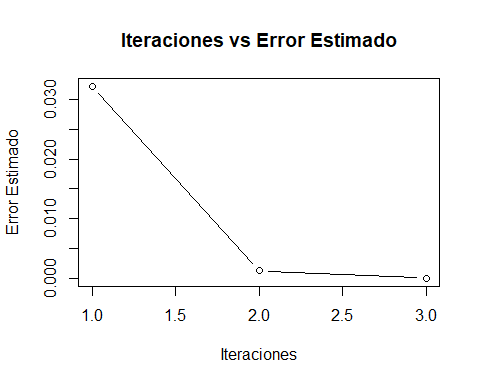 Iteraciones vs Error Estimado
Error Estimado
0.030
0.020
0.010
0.000
1.0 1.5 2.0 2.5 3.0
Iteraciones